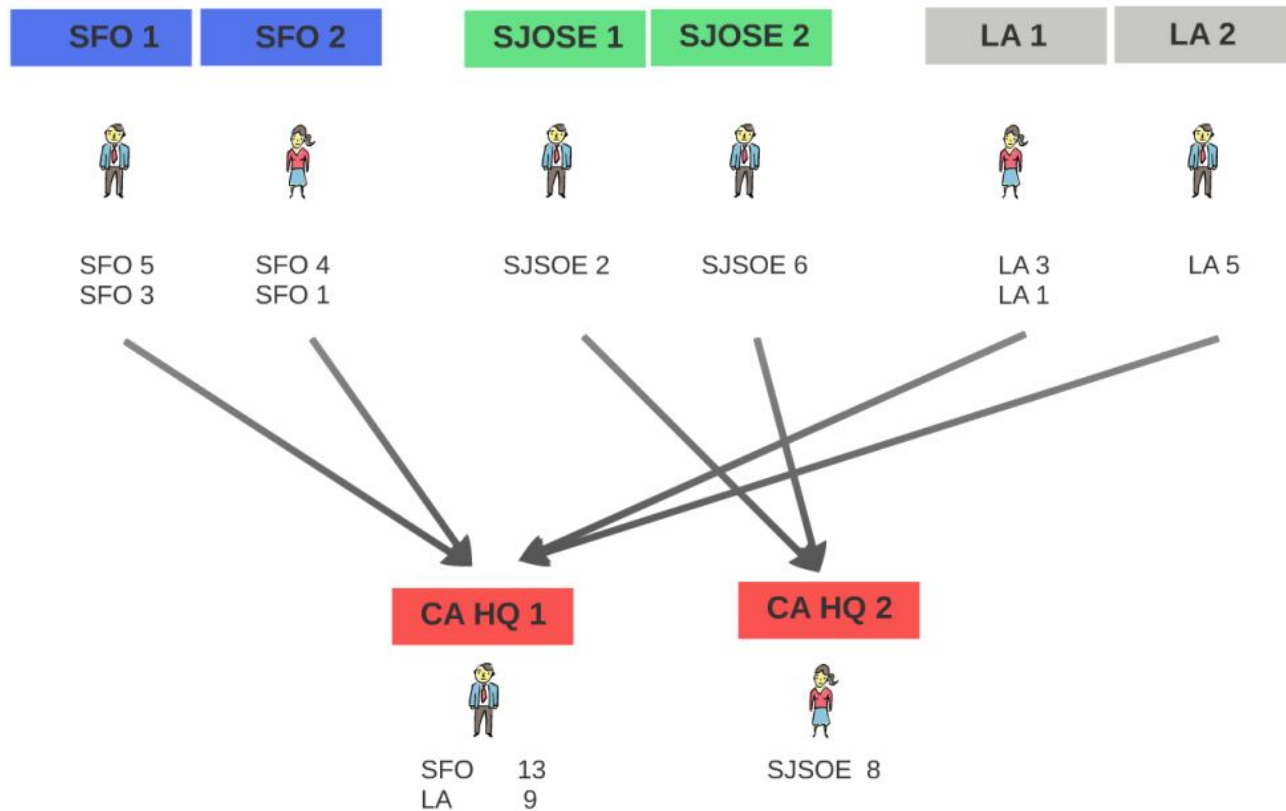 SFO 1 SFO 2 SJOSE 1 SJOSE 2 LA 1 LA 2
SFO 5 SFO 4 SJSOE 2 SJSOE 6 LA 3 LA 5
SFO 3 SFO 1 LA 1
CA HQ 1 CA HQ 2
SFO 13 SJSOE 8
LA 9